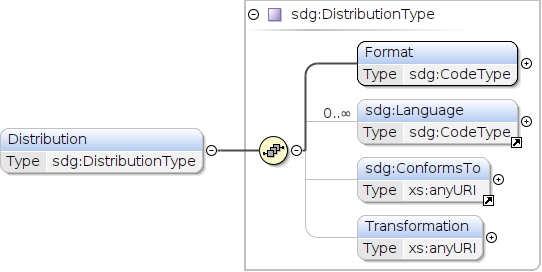 sdg:DistributionType
Format
Type sdg:CodeType
0..∞
sdg:Language
Type sdg:CodeType
Distribution
Type sdg:DistributionType
sdg:ConformsTo
Type xs:anyURI
Transformation
Type xs:anyURI